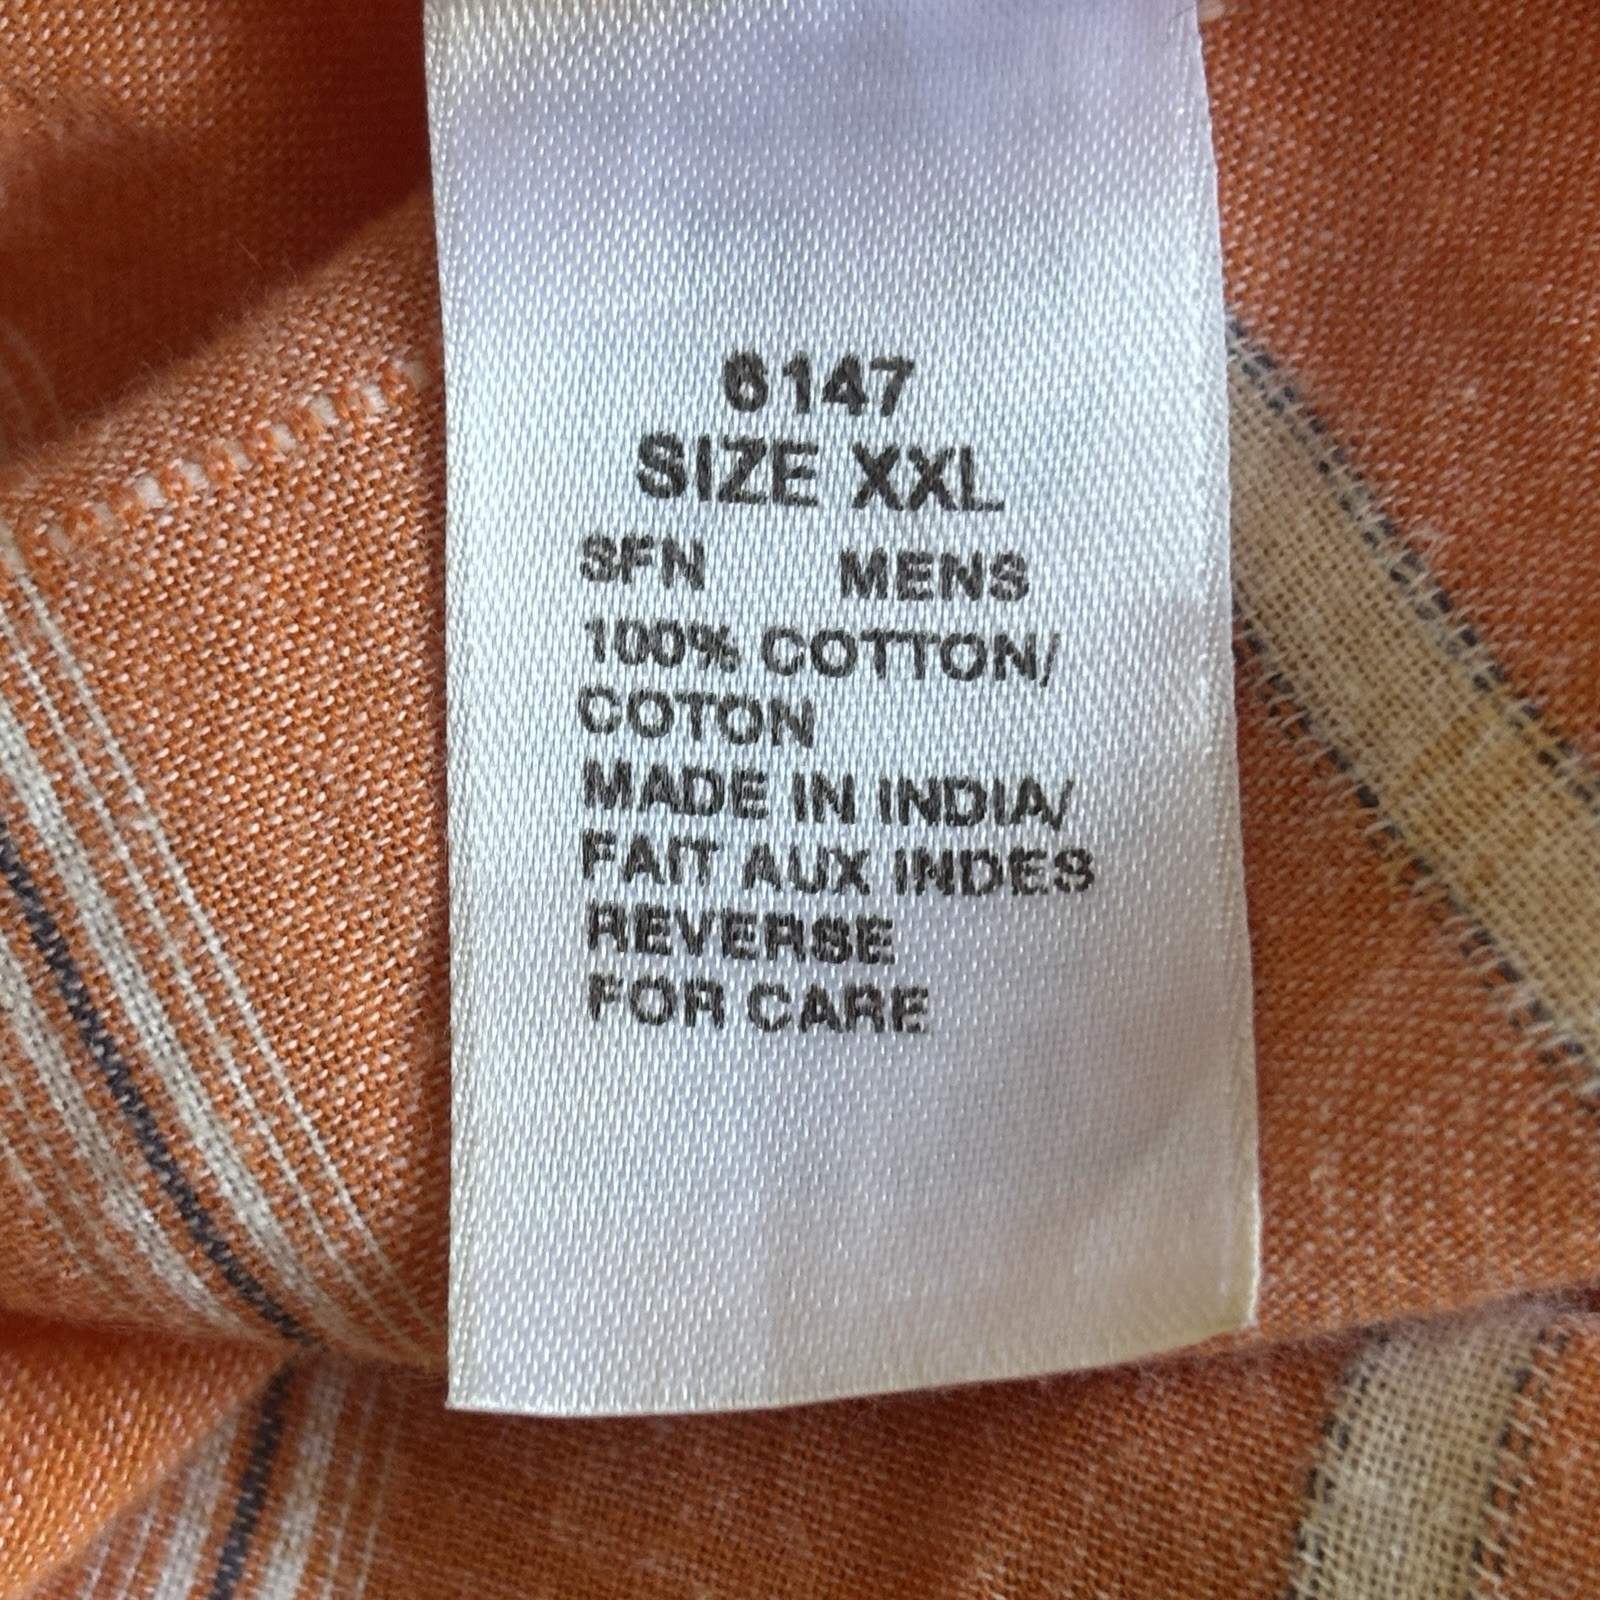 6147
SIZE XXL
SFN MENS
100% COTTON/
COTON
MADE IN INDIA/
FAIT AUX INDES
REVERSE
FOR CARE